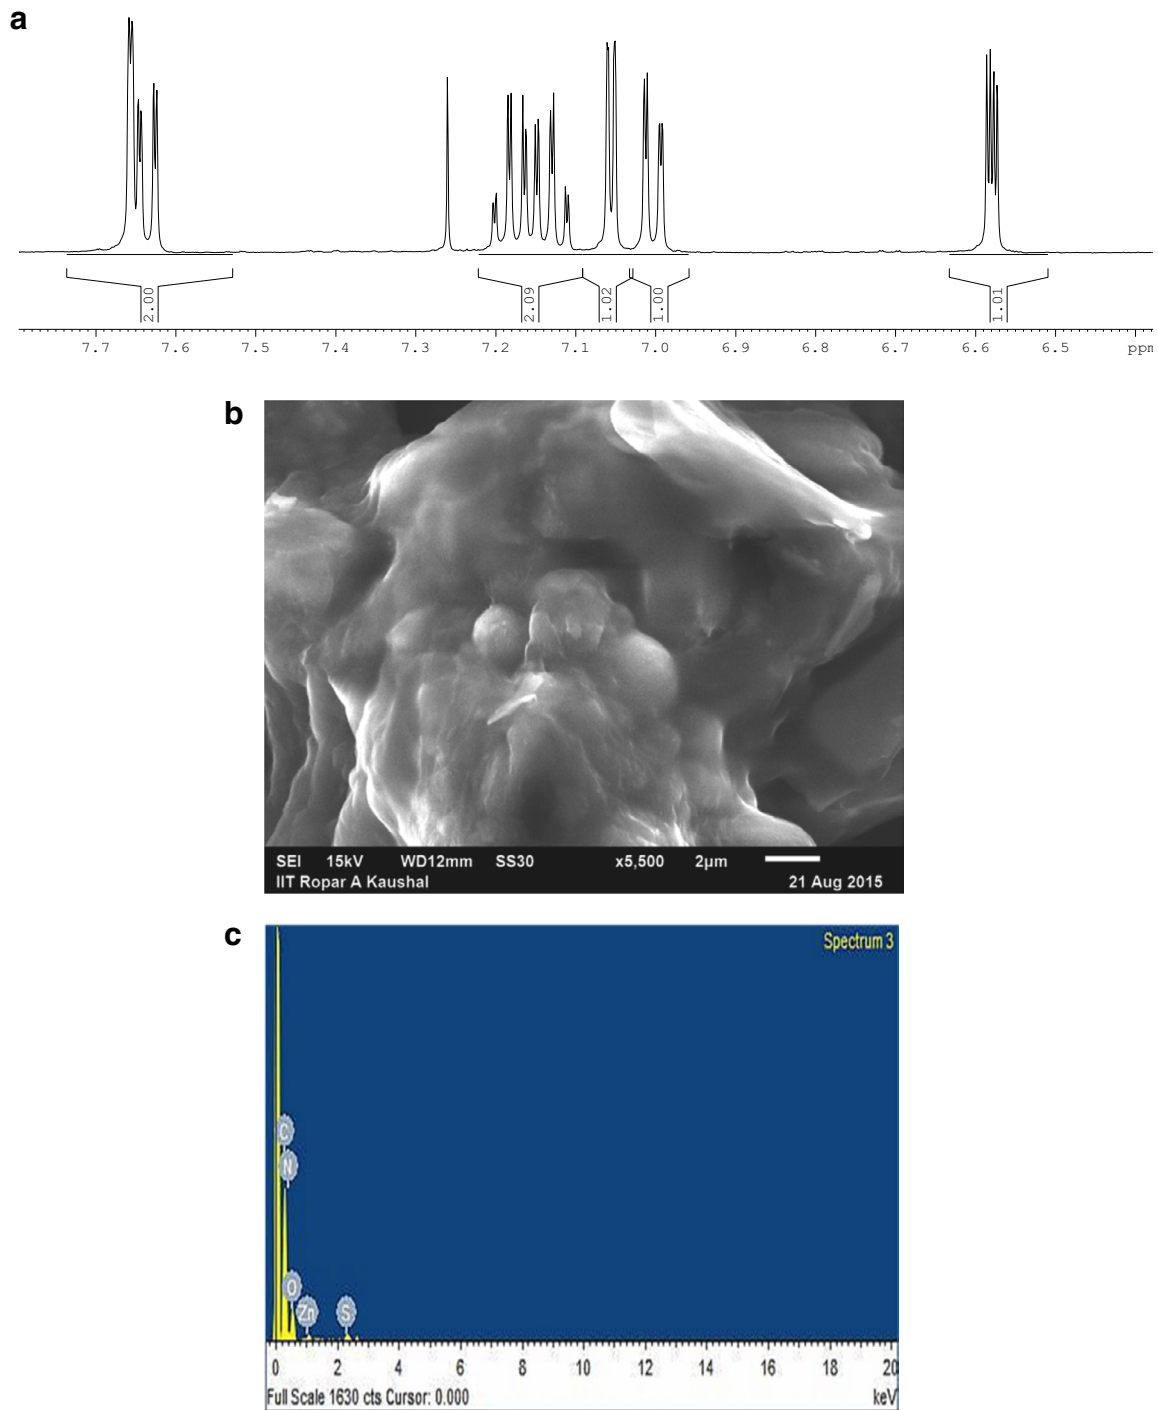 a
2.00
2.09
1.02
1.00
1.01
7.7 7.6 7.5 7.4 7.3 7.2 7.1 7.0 6.9 6.8 6.7 6.6 6.5 ppm
b
SEI 15kV WD12mm SS30 x5,500 2µm
IIT Ropar A Kaushal 21 Aug 2015
c
Spectrum 3
C
N
O
Zn
S
0 2 4 6 8 10 12 14 16 18 20
Full Scale 1630 cts Cursor: 0.000 keV